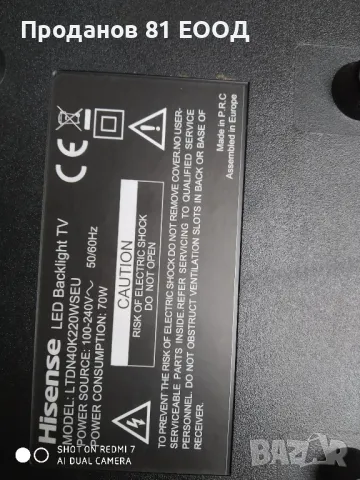 Проданов 81 ЕООД
Hisense LED Backlight TV
MODEL: LTDN40K220WSEU
POWER SOURCE: 100-240V~ 50/60Hz
POWER CONSUMPTION: 70W
CAUTION
RISK OF ELECTRIC SHOCK
DO NOT OPEN
TO PREVENT THE RISK OF ELECTRIC SHOCK DO NOT REMOVE COVER. NO USER-
SERVICEABLE PARTS INSIDE. REFER SERVICING TO QUALIFIED SERVICE
PERSONNEL. DO NOT OBSTRUCT VENTILATION SLOTS IN BACK OR BASE OF
Made in P.R.C
Assembled in Europe
CE
SHOT ON REDMI 7
AI DUAL CAMERA
bazar